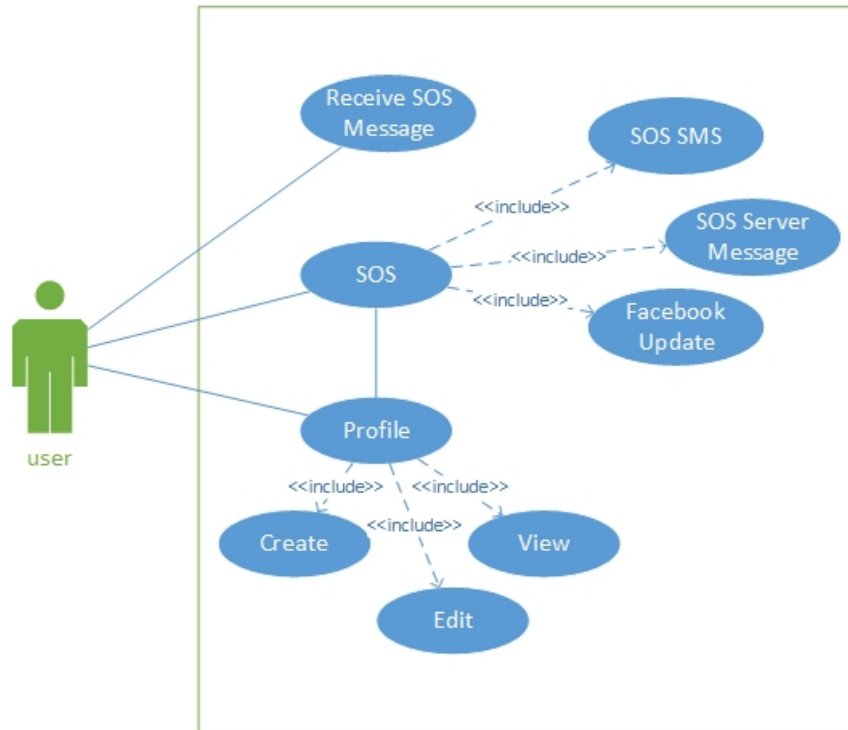 Receive SOS
Message
SOS SMS
<<include>>
SOS Server
Message
<<include>>
SOS
<<include>>
Facebook
Update
Profile
user
<<include>>
<<include>>
<<include>>
Create
View
Edit